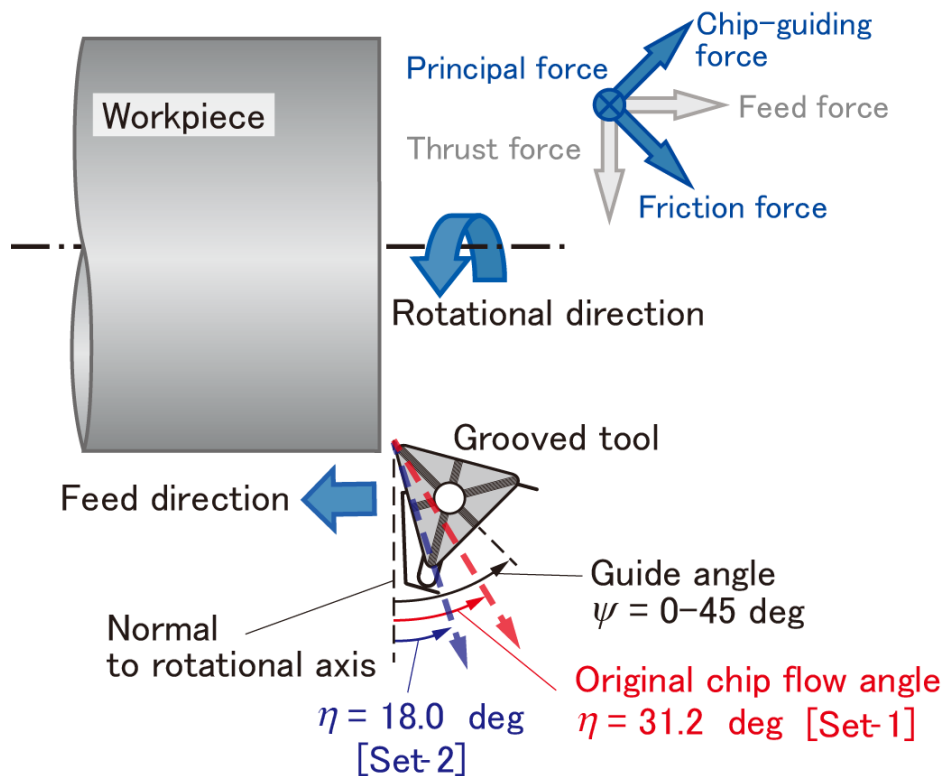 Chip-guiding
force
Principal force
Workpiece
Feed force
Thrust force
Friction force
Rotational direction
Grooved tool
Feed direction
Guide angle
ψ = 0-45 deg
Normal
to rotational axis
Original chip flow angle
η = 31.2 deg [Set-1]
η = 18.0 deg
[Set-2]